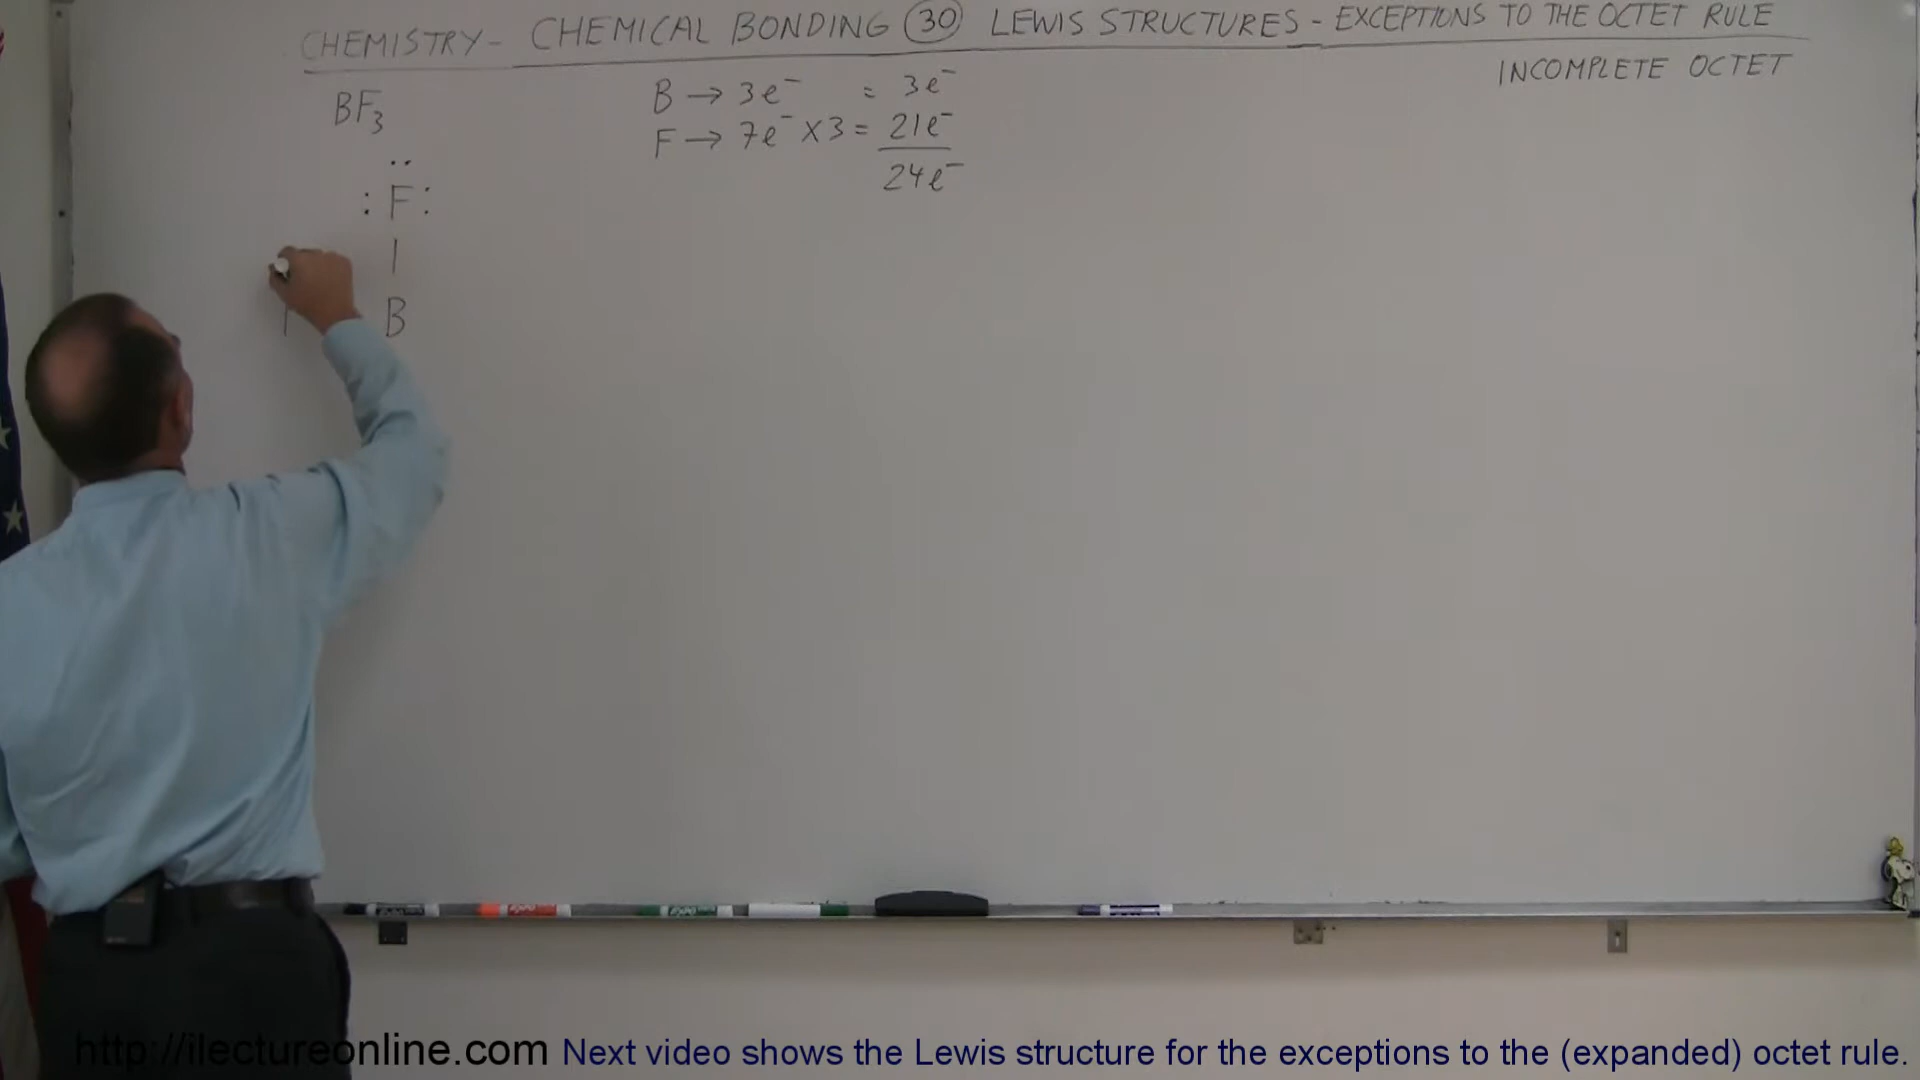 CHEMISTRY- CHEMICAL BONDING 30 LEWIS STRUCTURES - EXCEPTIONS TO THE OCTET RULE
INCOMPLETE OCTET
BF₃
B → 3e⁻ = 3e⁻
F → 7e⁻ x3 = 21e⁻
24e⁻
:F:
B
http://ilectureonline.com Next video shows the Lewis structure for the exceptions to the (expanded) octet rule.